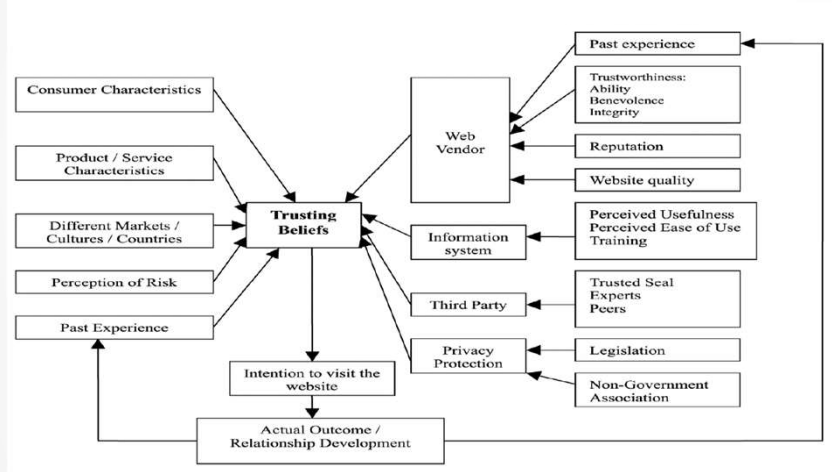 Past experience
Trustworthiness:
Ability
Benevolence
Integrity
Consumer Characteristics
Web
Vendor
Reputation
Product / Service
Characteristics
Website quality
Trusting
Beliefs
Perceived Usefulness
Perceived Ease of Use
Training
Different Markets /
Cultures / Countries
Information
system
Perception of Risk
Third Party
Trusted Seal
Experts
Peers
Past Experience
Privacy
Protection
Legislation
Intention to visit the
website
Non-Government
Association
Actual Outcome /
Relationship Development